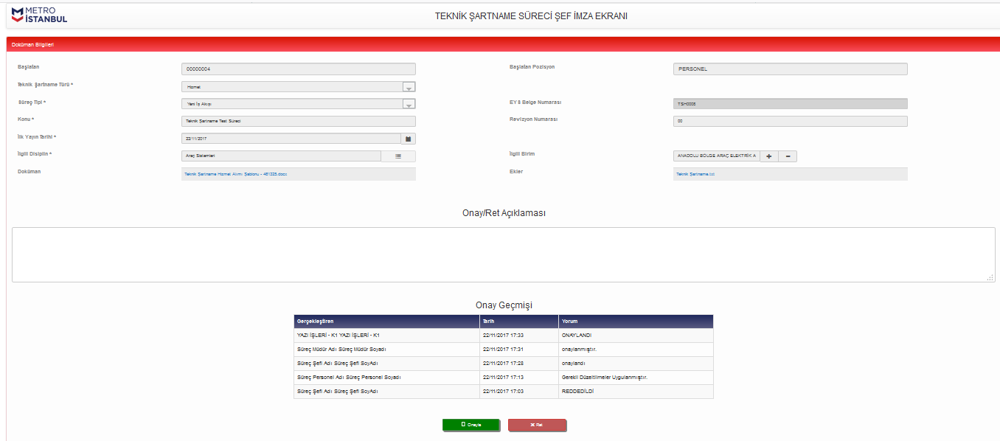 METRO
İSTANBUL
TEKNİK ŞARTNAME SÜRECİ ŞEF İMZA EKRANI
Doküman Bilgileri
Başlatan 00000004 Başlatan Pozisyon PERSONEL
Teknik Şartname Türü * Hizmet
Süreç Tipi * Yeni İş Akışı EYS Belge Numarası TSH0008
Konu * Teknik Şartname Test Süreci Revizyon Numarası 00
İlk Yayın Tarihi * 22/11/2017
İlgili Disiplin * Araç Sistemleri İlgili Birim ANADOLU BÖLGE ARAÇ ELEKTRİK A
Doküman Teknik Şartname Hizmet Alımı Şablonu - 461225.docx Ekler Teknik Şartname.txt
Onay/Ret Açıklaması
Onay Geçmişi
Gerçekleştiren Tarih Yorum
YAZI İŞLERİ - K1 YAZI İŞLERİ - K1 22/11/2017 17:33 ONAYLANDI
Süreç Müdür Adı Süreç Müdür Soyadı 22/11/2017 17:31 onaylanmıştır.
Süreç Şefi Adı Süreç Şefi SoyAdı 22/11/2017 17:28 onaylandı
Süreç Personel Adı Süreç Personel Soyadı 22/11/2017 17:13 Gerekli Düzeltilmeler Uygulanmıştır.
Süreç Şefi Adı Süreç Şefi SoyAdı 22/11/2017 17:03 REDDEDİLDİ
Onayla Ret